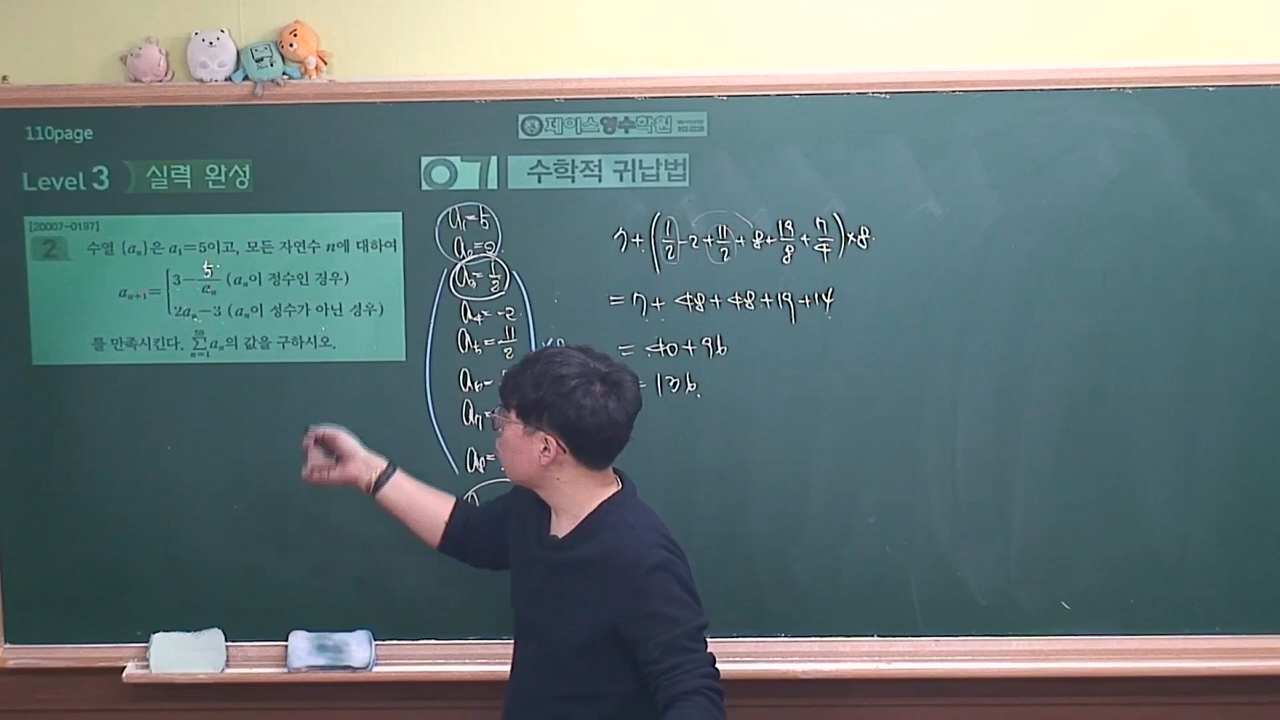 110page
제이스영수학원
Level 3 실력 완성
07 수학적 귀납법
[20007-0197]
2 수열 {aₙ}은 a₁=5이고, 모든 자연수 n에 대하여
aₙ₊₁= 3-5/aₙ (aₙ이 정수인 경우)
2aₙ-3 (aₙ이 정수가 아닌 경우)
를 만족시킨다. ∑ₙ₌₁⁵⁰ aₙ의 값을 구하시오.
a₁=5
a₂=2
a₃=1/2
a₄=-2
a₅=11/2
a₆=
a₇=
a₈=
7+(1/2-2+11/2+8+19/8+7/4)×8
=7+-48+48+19+14
=40+96
=136.